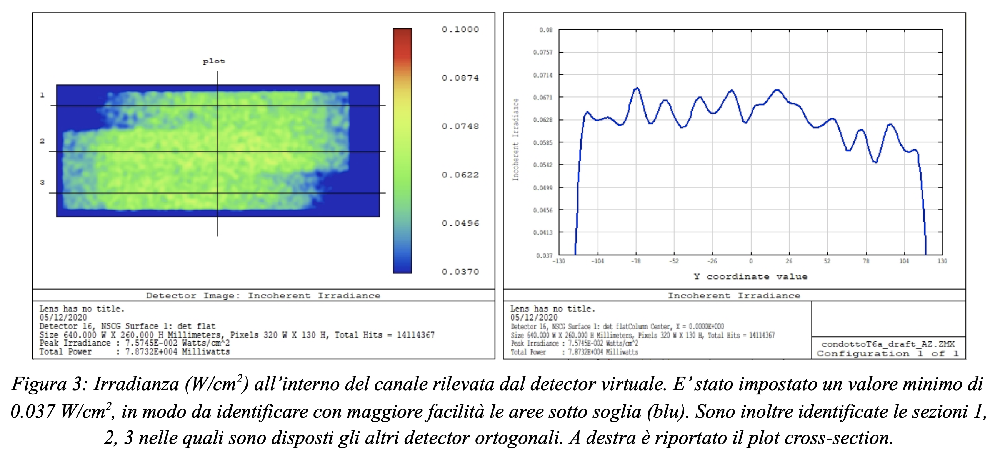 plot
1
2
3
0.1000
0.0874
0.0748
0.0622
0.0496
0.0370
Detector Image: Incoherent Irradiance
Lens has no title.
05/12/2020
Detector 16, NSCG Surface 1: det flat
Size 640.000 W X 260.000 H Millimeters, Pixels 320 W X 130 H, Total Hits = 14114367
Peak Irradiance : 7.5745E-002 Watts/cm^2
Total Power : 7.8732E+004 Milliwatts
Incoherent Irradiance
0.08
0.0757
0.0714
0.0671
0.0628
0.0585
0.0542
0.0499
0.0456
0.0413
0.037
-130 -104 -78 -52 -26 0 26 52 78 104 130
Y coordinate value
Incoherent Irradiance
Lens has no title.
05/12/2020
Detector 16, NSCG Surface 1: det flatColumn Center, X = 0.0000E+000
Size 640.000 W X 260.000 H Millimeters, Pixels 320 W X 130 H, Total Hits = 14114367
Peak Irradiance : 7.5745E-002 Watts/cm^2
Total Power : 7.8732E+004 Milliwatts
condottoT6a_draft_AZ.ZMX
Configuration 1 of 1
Figura 3: Irradianza (W/cm²) all’interno del canale rilevata dal detector virtuale. E’ stato impostato un valore minimo di
0.037 W/cm², in modo da identificare con maggiore facilità le aree sotto soglia (blu). Sono inoltre identificate le sezioni 1,
2, 3 nelle quali sono disposti gli altri detector ortogonali. A destra è riportato il plot cross-section.